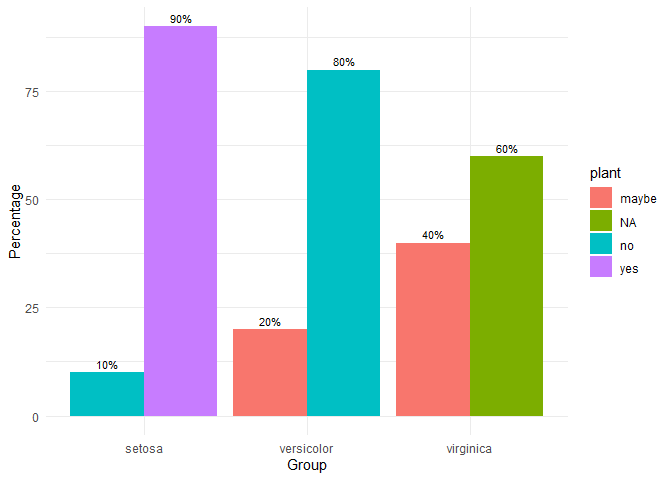 90%
80%
75
plant
60%
maybe
NA
no
yes
Percentage
50
40%
25
20%
10%
0
setosa versicolor virginica
Group